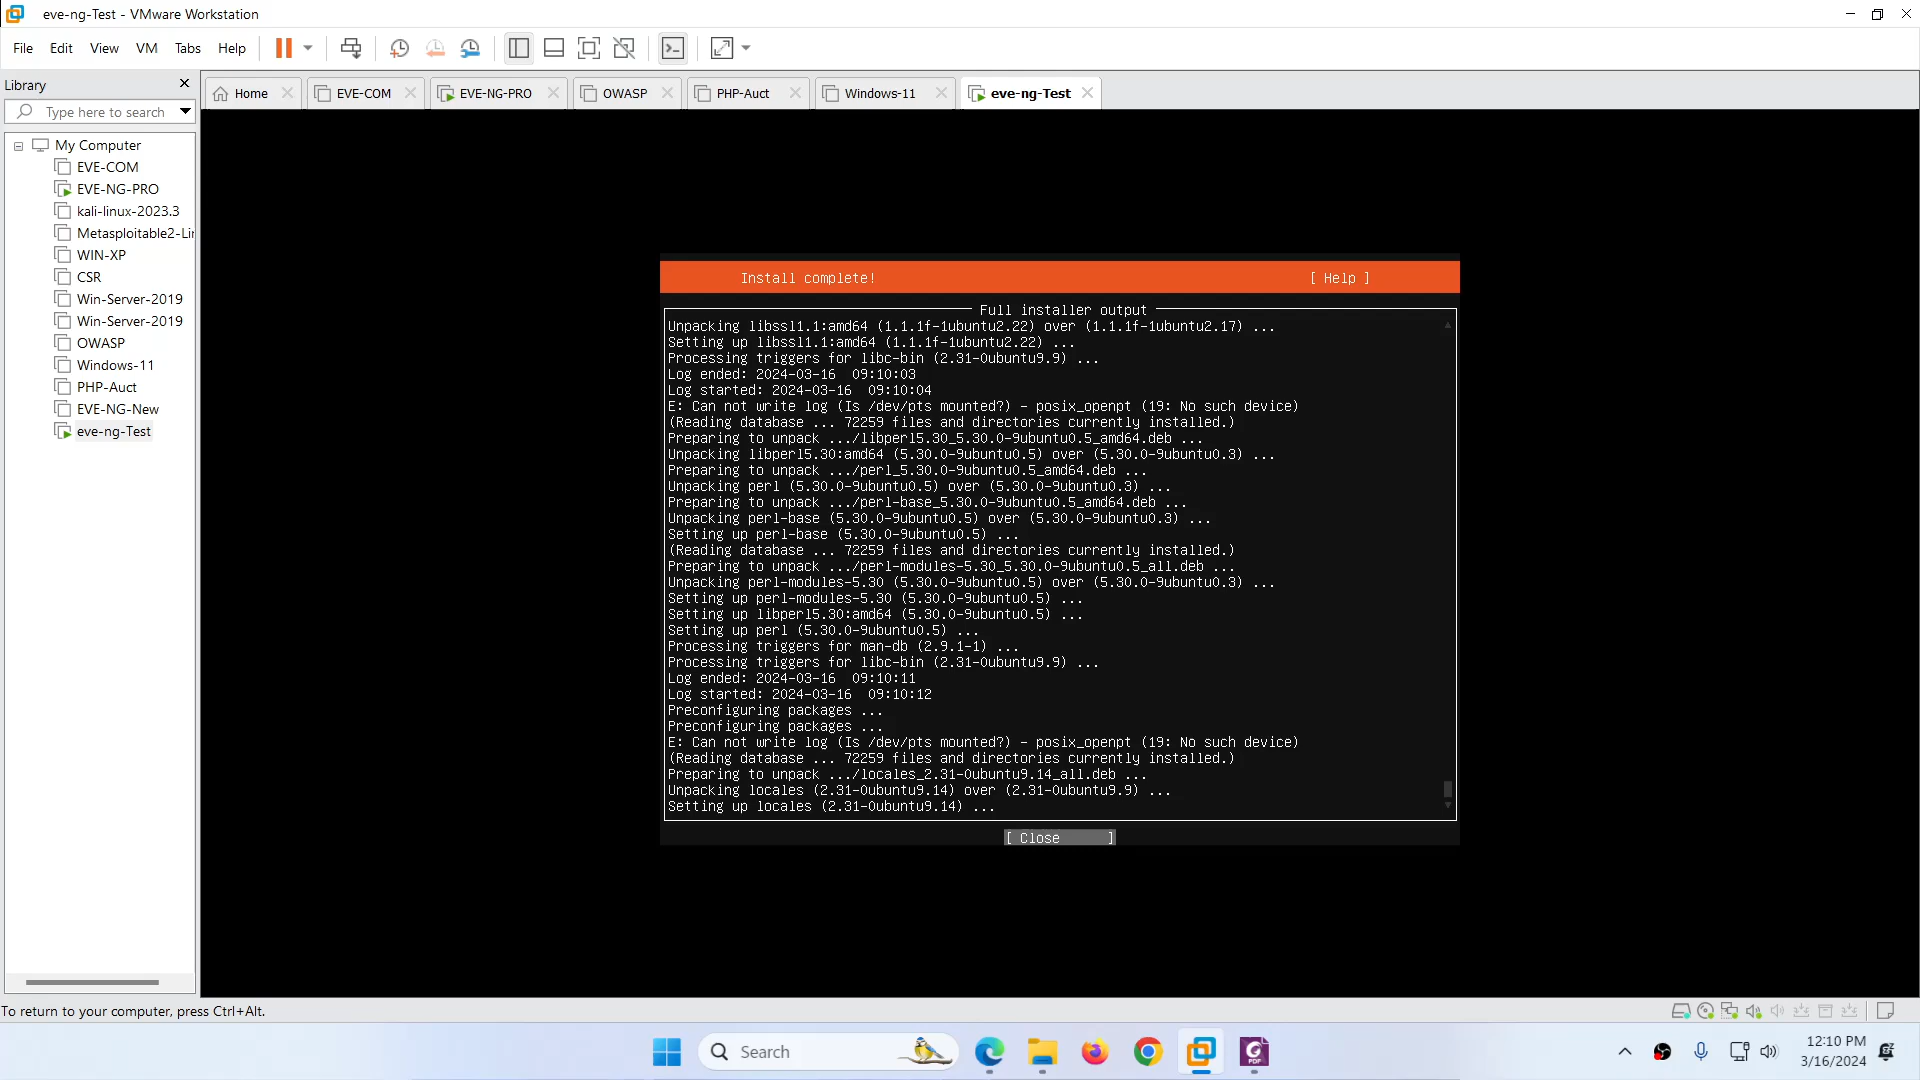 eve-ng-Test - VMware Workstation
File Edit View VM Tabs Help
Library
Type here to search
Home EVE-COM EVE-NG-PRO OWASP PHP-Auct Windows-11 eve-ng-Test
My Computer
EVE-COM
EVE-NG-PRO
kali-linux-2023.3
Metasploitable2-Lin
WIN-XP
CSR
Win-Server-2019
Win-Server-2019
OWASP
Windows-11
PHP-Auct
EVE-NG-New
eve-ng-Test
Install complete! [ Help ]
Full installer output
Unpacking libssl1.1:amd64 (1.1.1f-1ubuntu2.22) over (1.1.1f-1ubuntu2.17) ...
Setting up libssl1.1:amd64 (1.1.1f-1ubuntu2.22) ...
Processing triggers for libc-bin (2.31-0ubuntu9.9) ...
Log ended: 2024-03-16  09:10:03
Log started: 2024-03-16  09:10:04
E: Can not write log (Is /dev/pts mounted?) - posix_openpt (19: No such device)
(Reading database ... 72259 files and directories currently installed.)
Preparing to unpack .../libperl5.30_5.30.0-9ubuntu0.5_amd64.deb ...
Unpacking libperl5.30:amd64 (5.30.0-9ubuntu0.5) over (5.30.0-9ubuntu0.3) ...
Preparing to unpack .../perl_5.30.0-9ubuntu0.5_amd64.deb ...
Unpacking perl (5.30.0-9ubuntu0.5) over (5.30.0-9ubuntu0.3) ...
Preparing to unpack .../perl-base_5.30.0-9ubuntu0.5_amd64.deb ...
Unpacking perl-base (5.30.0-9ubuntu0.5) over (5.30.0-9ubuntu0.3) ...
Setting up perl-base (5.30.0-9ubuntu0.5) ...
(Reading database ... 72259 files and directories currently installed.)
Preparing to unpack .../perl-modules-5.30_5.30.0-9ubuntu0.5_all.deb ...
Unpacking perl-modules-5.30 (5.30.0-9ubuntu0.5) over (5.30.0-9ubuntu0.3) ...
Setting up perl-modules-5.30 (5.30.0-9ubuntu0.5) ...
Setting up libperl5.30:amd64 (5.30.0-9ubuntu0.5) ...
Setting up perl (5.30.0-9ubuntu0.5) ...
Processing triggers for man-db (2.9.1-1) ...
Processing triggers for libc-bin (2.31-0ubuntu9.9) ...
Log ended: 2024-03-16  09:10:11
Log started: 2024-03-16  09:10:12
Preconfiguring packages ...
Preconfiguring packages ...
E: Can not write log (Is /dev/pts mounted?) - posix_openpt (19: No such device)
(Reading database ... 72259 files and directories currently installed.)
Preparing to unpack .../locales_2.31-0ubuntu9.14_all.deb ...
Unpacking locales (2.31-0ubuntu9.14) over (2.31-0ubuntu9.9) ...
Setting up locales (2.31-0ubuntu9.14) ...
[ Close ]
To return to your computer, press Ctrl+Alt.
Search
PDF
12:10 PM
3/16/2024